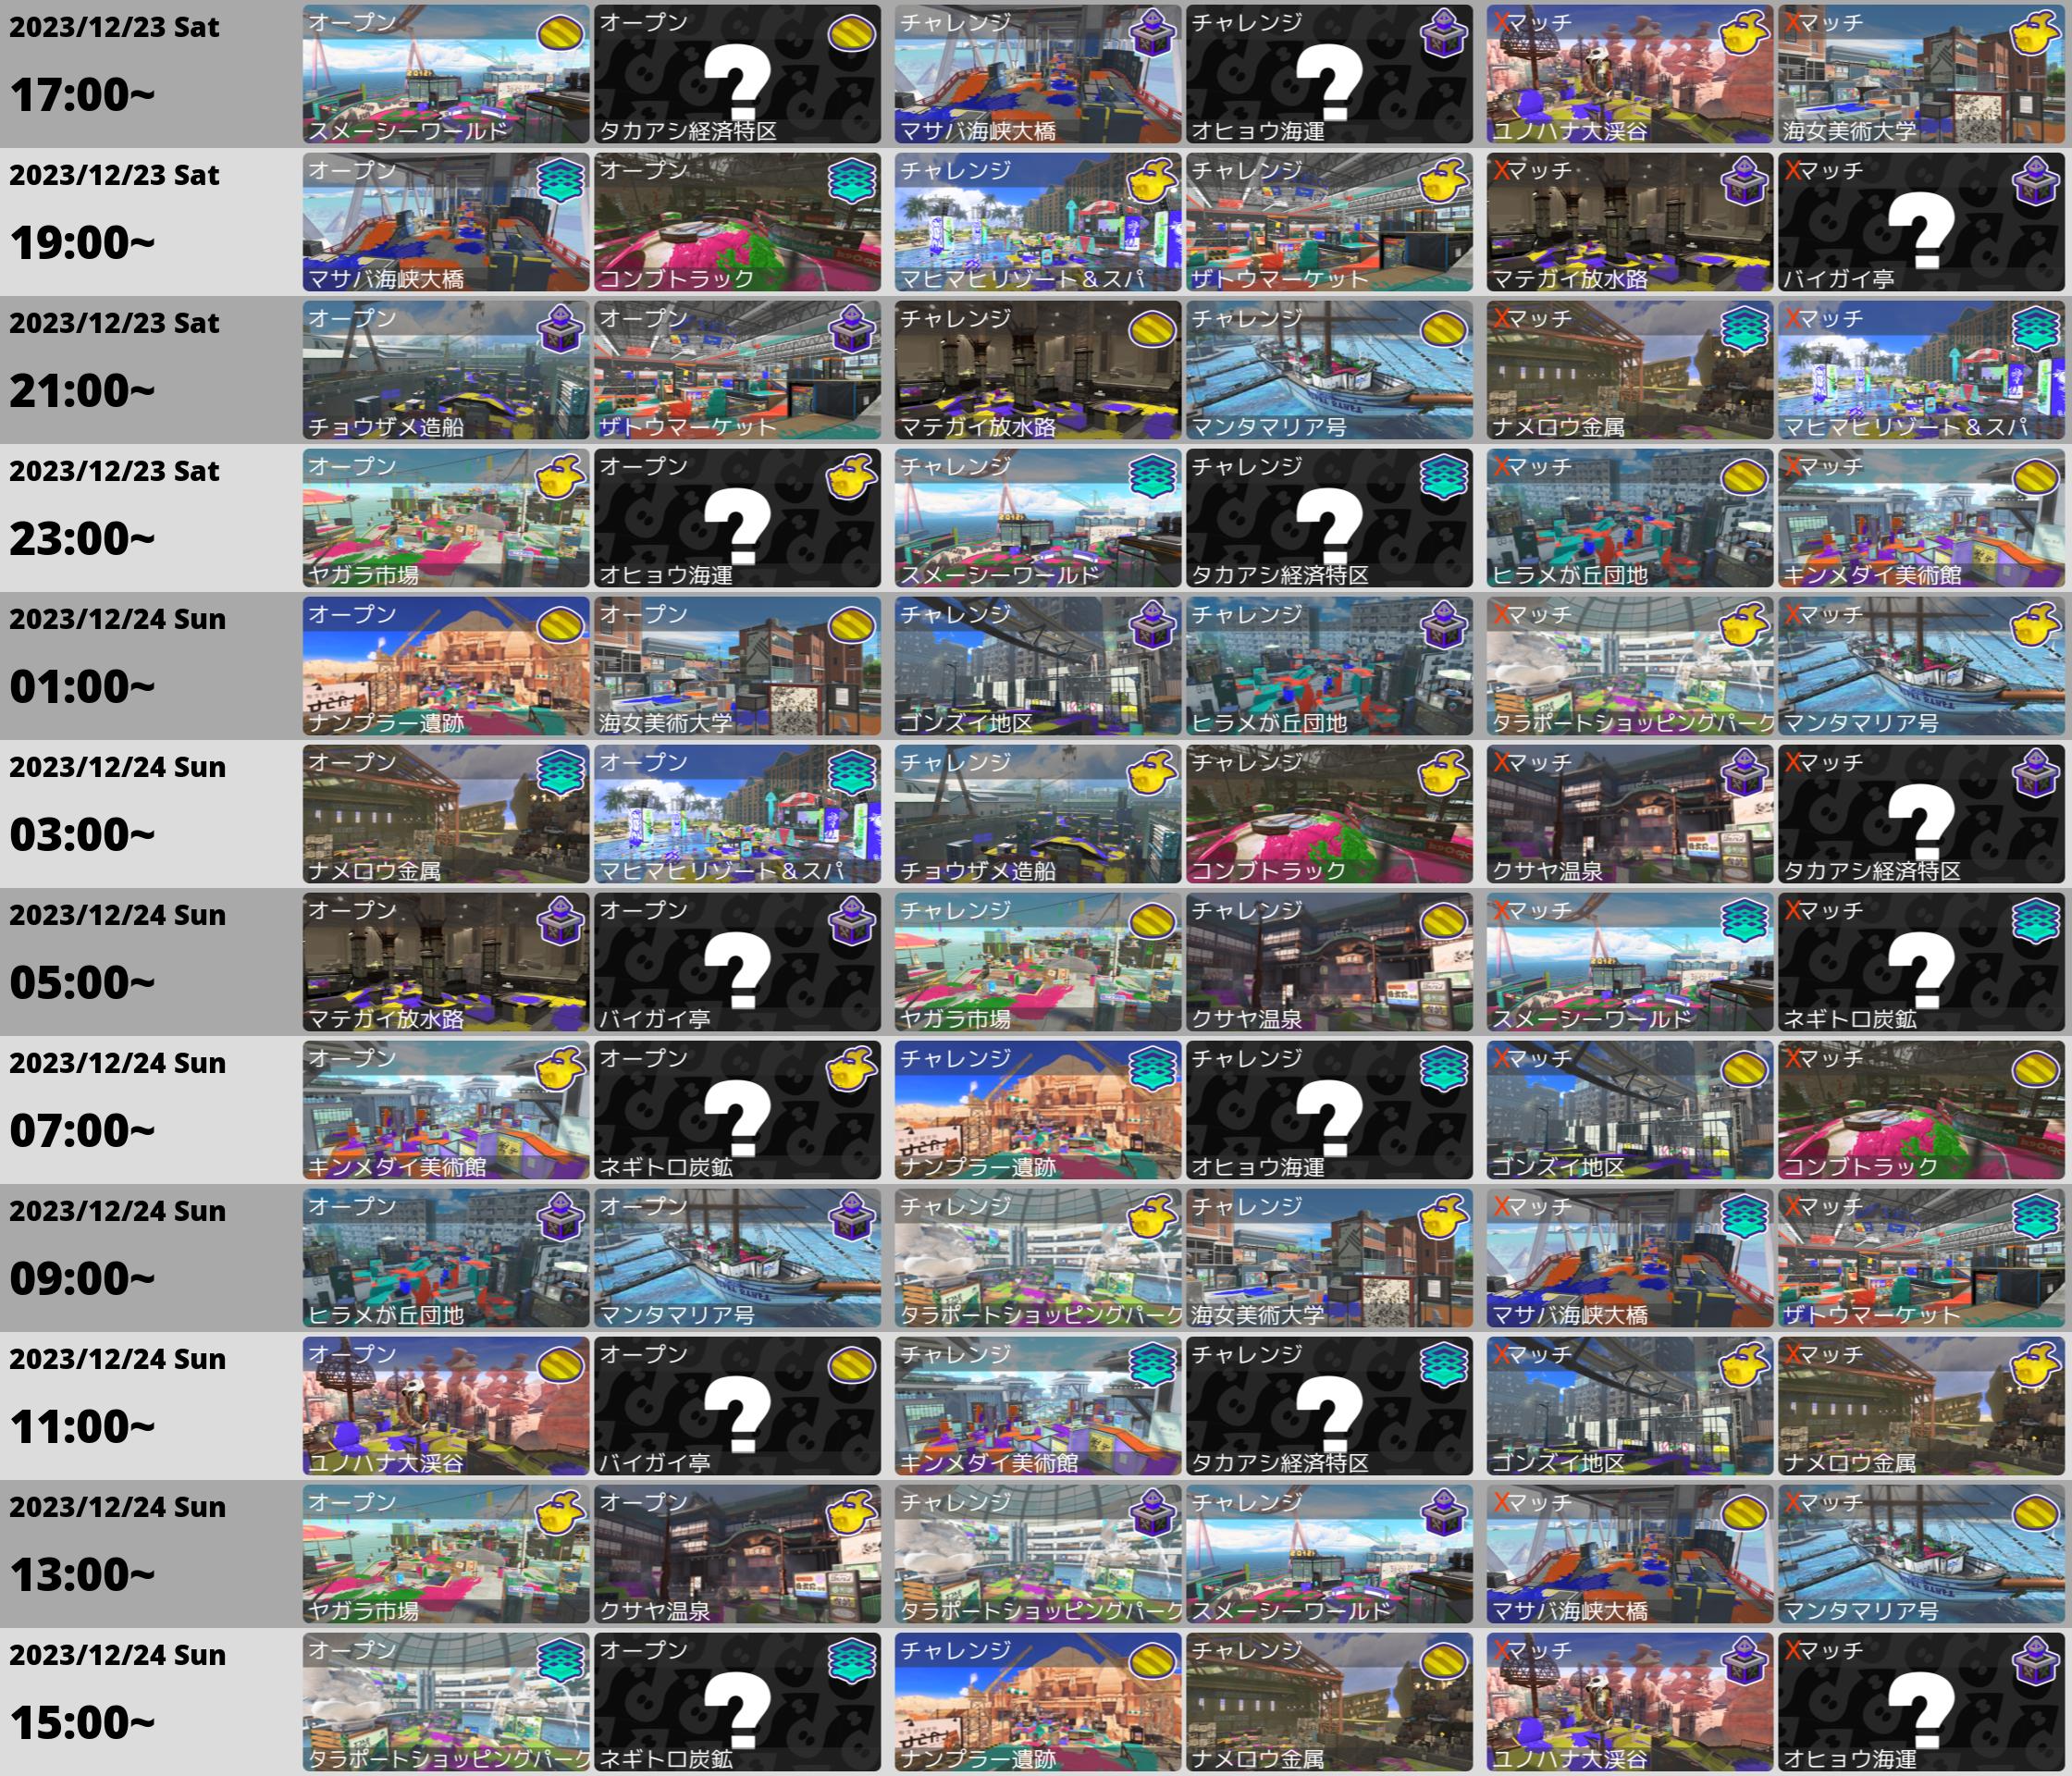 2023/12/23 Sat
17:00~
オープン
スメーシーワールド
オープン
タカアシ経済特区
チャレンジ
マサバ海峡大橋
チャレンジ
オヒョウ海運
Xマッチ
ユノハナ大渓谷
Xマッチ
海女美術大学
2023/12/23 Sat
19:00~
オープン
マサバ海峡大橋
オープン
コンブトラック
チャレンジ
マヒマヒリゾート＆スパ
チャレンジ
ザトウマーケット
Xマッチ
マテガイ放水路
Xマッチ
バイガイ亭
2023/12/23 Sat
21:00~
オープン
チョウザメ造船
オープン
ザトウマーケット
チャレンジ
マテガイ放水路
チャレンジ
マンタマリア号
Xマッチ
ナメロウ金属
Xマッチ
マヒマヒリゾート＆スパ
2023/12/23 Sat
23:00~
オープン
ヤガラ市場
オープン
オヒョウ海運
チャレンジ
スメーシーワールド
チャレンジ
タカアシ経済特区
Xマッチ
ヒラメが丘団地
Xマッチ
キンメダイ美術館
2023/12/24 Sun
01:00~
オープン
ナンプラー遺跡
オープン
海女美術大学
チャレンジ
ゴンズイ地区
チャレンジ
ヒラメが丘団地
Xマッチ
タラポートショッピングパーク
Xマッチ
マンタマリア号
2023/12/24 Sun
03:00~
オープン
ナメロウ金属
オープン
マヒマヒリゾート＆スパ
チャレンジ
チョウザメ造船
チャレンジ
コンブトラック
Xマッチ
クサヤ温泉
Xマッチ
タカアシ経済特区
2023/12/24 Sun
05:00~
オープン
マテガイ放水路
オープン
バイガイ亭
チャレンジ
ヤガラ市場
チャレンジ
クサヤ温泉
Xマッチ
スメーシーワールド
Xマッチ
ネギトロ炭鉱
2023/12/24 Sun
07:00~
オープン
キンメダイ美術館
オープン
ネギトロ炭鉱
チャレンジ
ナンプラー遺跡
チャレンジ
オヒョウ海運
Xマッチ
ゴンズイ地区
Xマッチ
コンブトラック
2023/12/24 Sun
09:00~
オープン
ヒラメが丘団地
オープン
マンタマリア号
チャレンジ
タラポートショッピングパーク
チャレンジ
海女美術大学
Xマッチ
マサバ海峡大橋
Xマッチ
ザトウマーケット
2023/12/24 Sun
11:00~
オープン
ユノハナ大渓谷
オープン
バイガイ亭
チャレンジ
キンメダイ美術館
チャレンジ
タカアシ経済特区
Xマッチ
ゴンズイ地区
Xマッチ
ナメロウ金属
2023/12/24 Sun
13:00~
オープン
ヤガラ市場
オープン
クサヤ温泉
チャレンジ
タラポートショッピングパーク
チャレンジ
スメーシーワールド
Xマッチ
マサバ海峡大橋
Xマッチ
マンタマリア号
2023/12/24 Sun
15:00~
オープン
タラポートショッピングパーク
オープン
ネギトロ炭鉱
チャレンジ
ナンプラー遺跡
チャレンジ
ナメロウ金属
Xマッチ
ユノハナ大渓谷
Xマッチ
オヒョウ海運